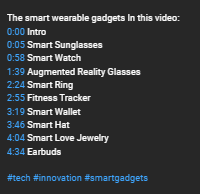 The smart wearable gadgets In this video:
0:00 Intro
0:05 Smart Sunglasses
0:58 Smart Watch
1:39 Augmented Reality Glasses
2:24 Smart Ring
2:55 Fitness Tracker
3:19 Smart Wallet
3:46 Smart Hat
4:04 Smart Love Jewelry
4:34 Earbuds
#tech #innovation #smartgadgets